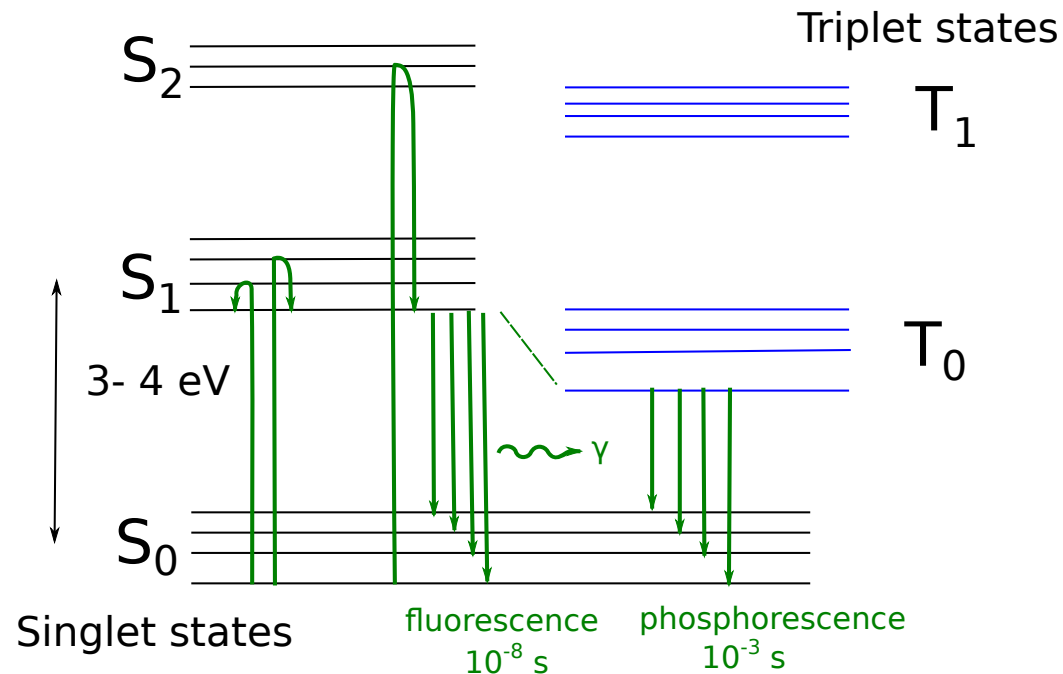 Triplet states
S₂
T₁
S₁
T₀
3- 4 eV
γ
S₀
Singlet states
fluorescence
10⁻⁸ s
phosphorescence
10⁻³ s